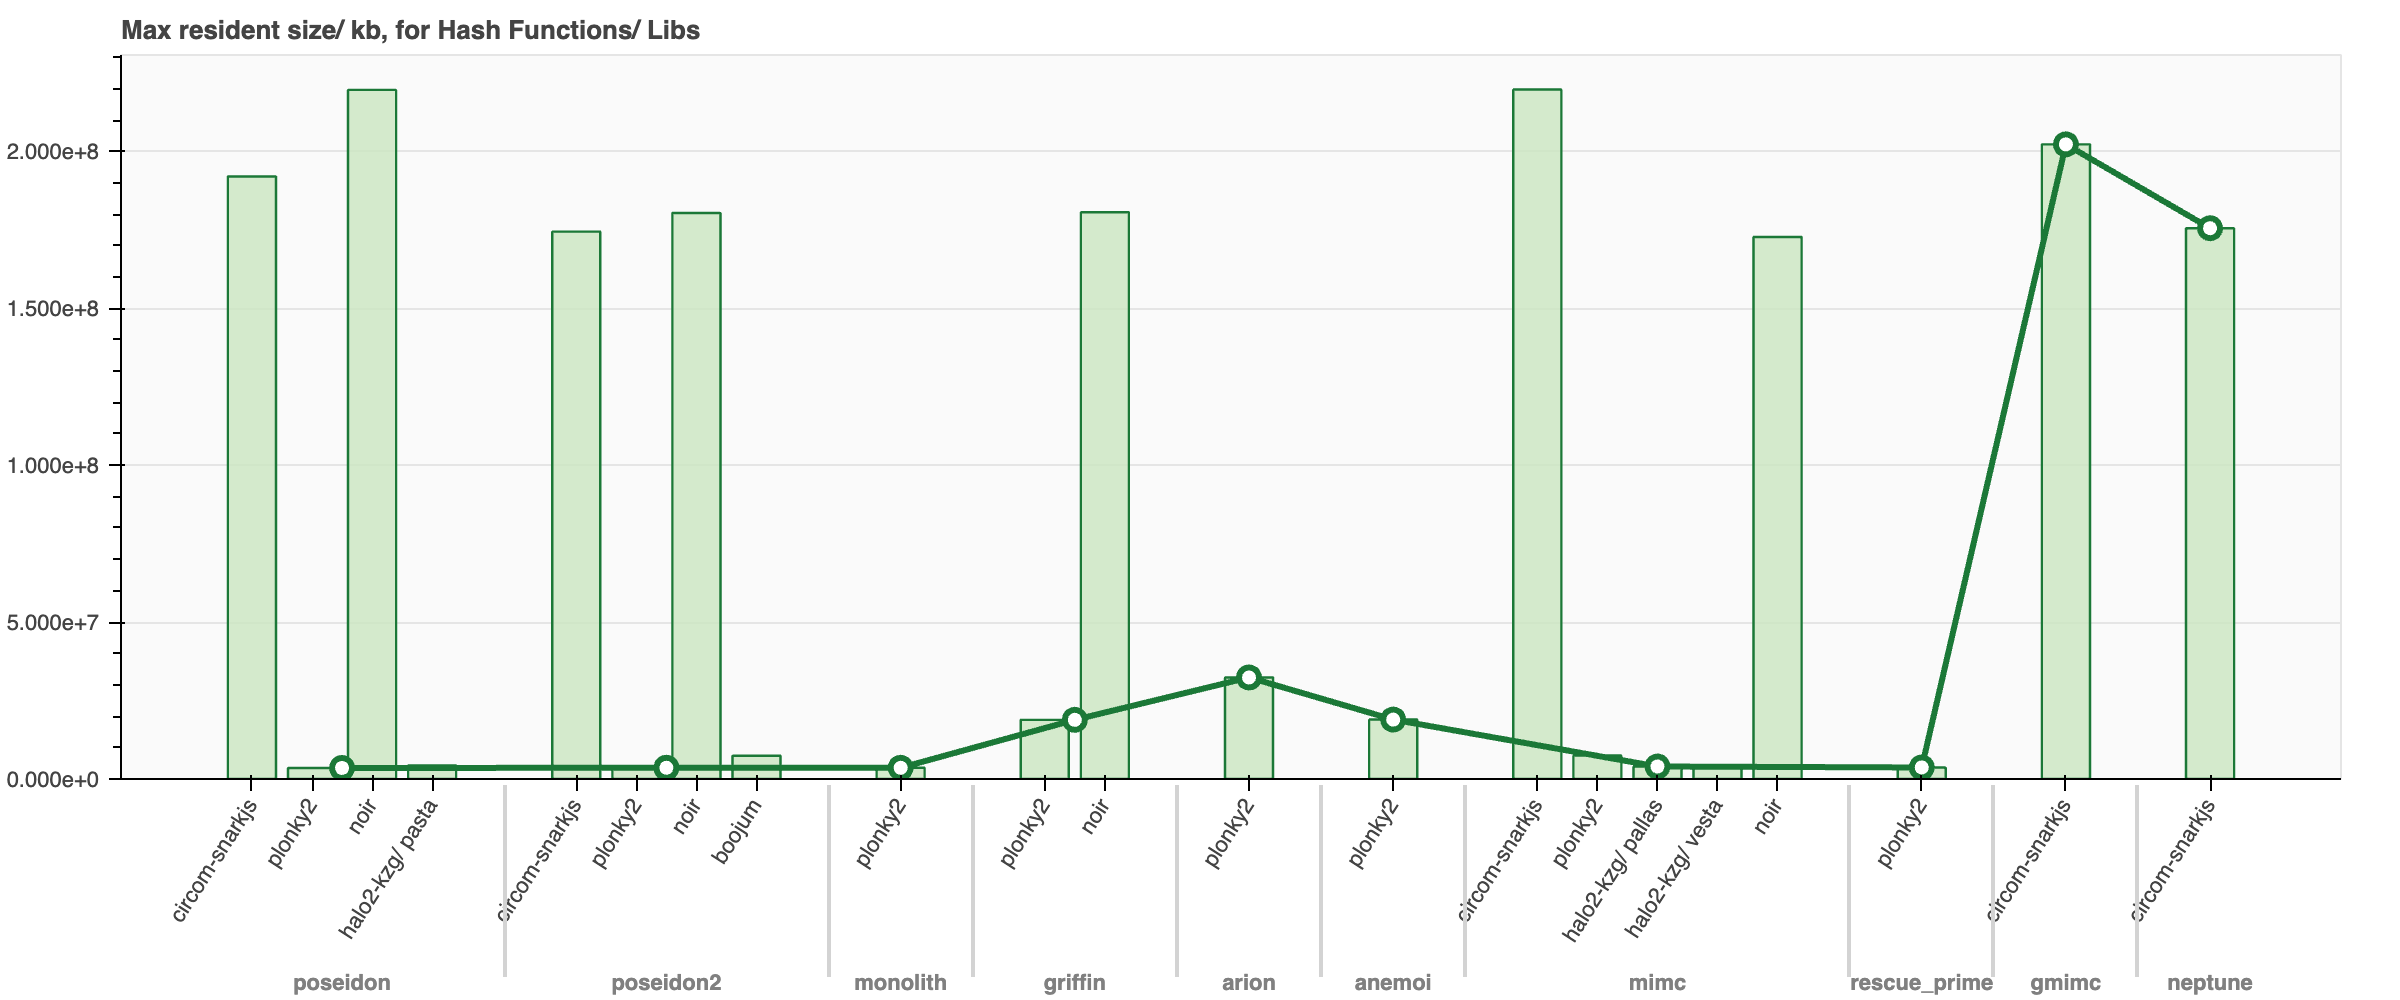 Max resident size/ kb, for Hash Functions/ Libs
2.000e+8
1.500e+8
1.000e+8
5.000e+7
0.000e+0
circom-snarkjs
plonky2
noir
halo2-kzg/ pasta
circom-snarkjs
plonky2
noir
boojum
plonky2
plonky2
noir
plonky2
plonky2
circom-snarkjs
plonky2
halo2-kzg/ pallas
halo2-kzg/ vesta
noir
plonky2
circom-snarkjs
circom-snarkjs
poseidon
poseidon2
monolith
griffin
arion
anemoi
mimc
rescue_prime
gmimc
neptune